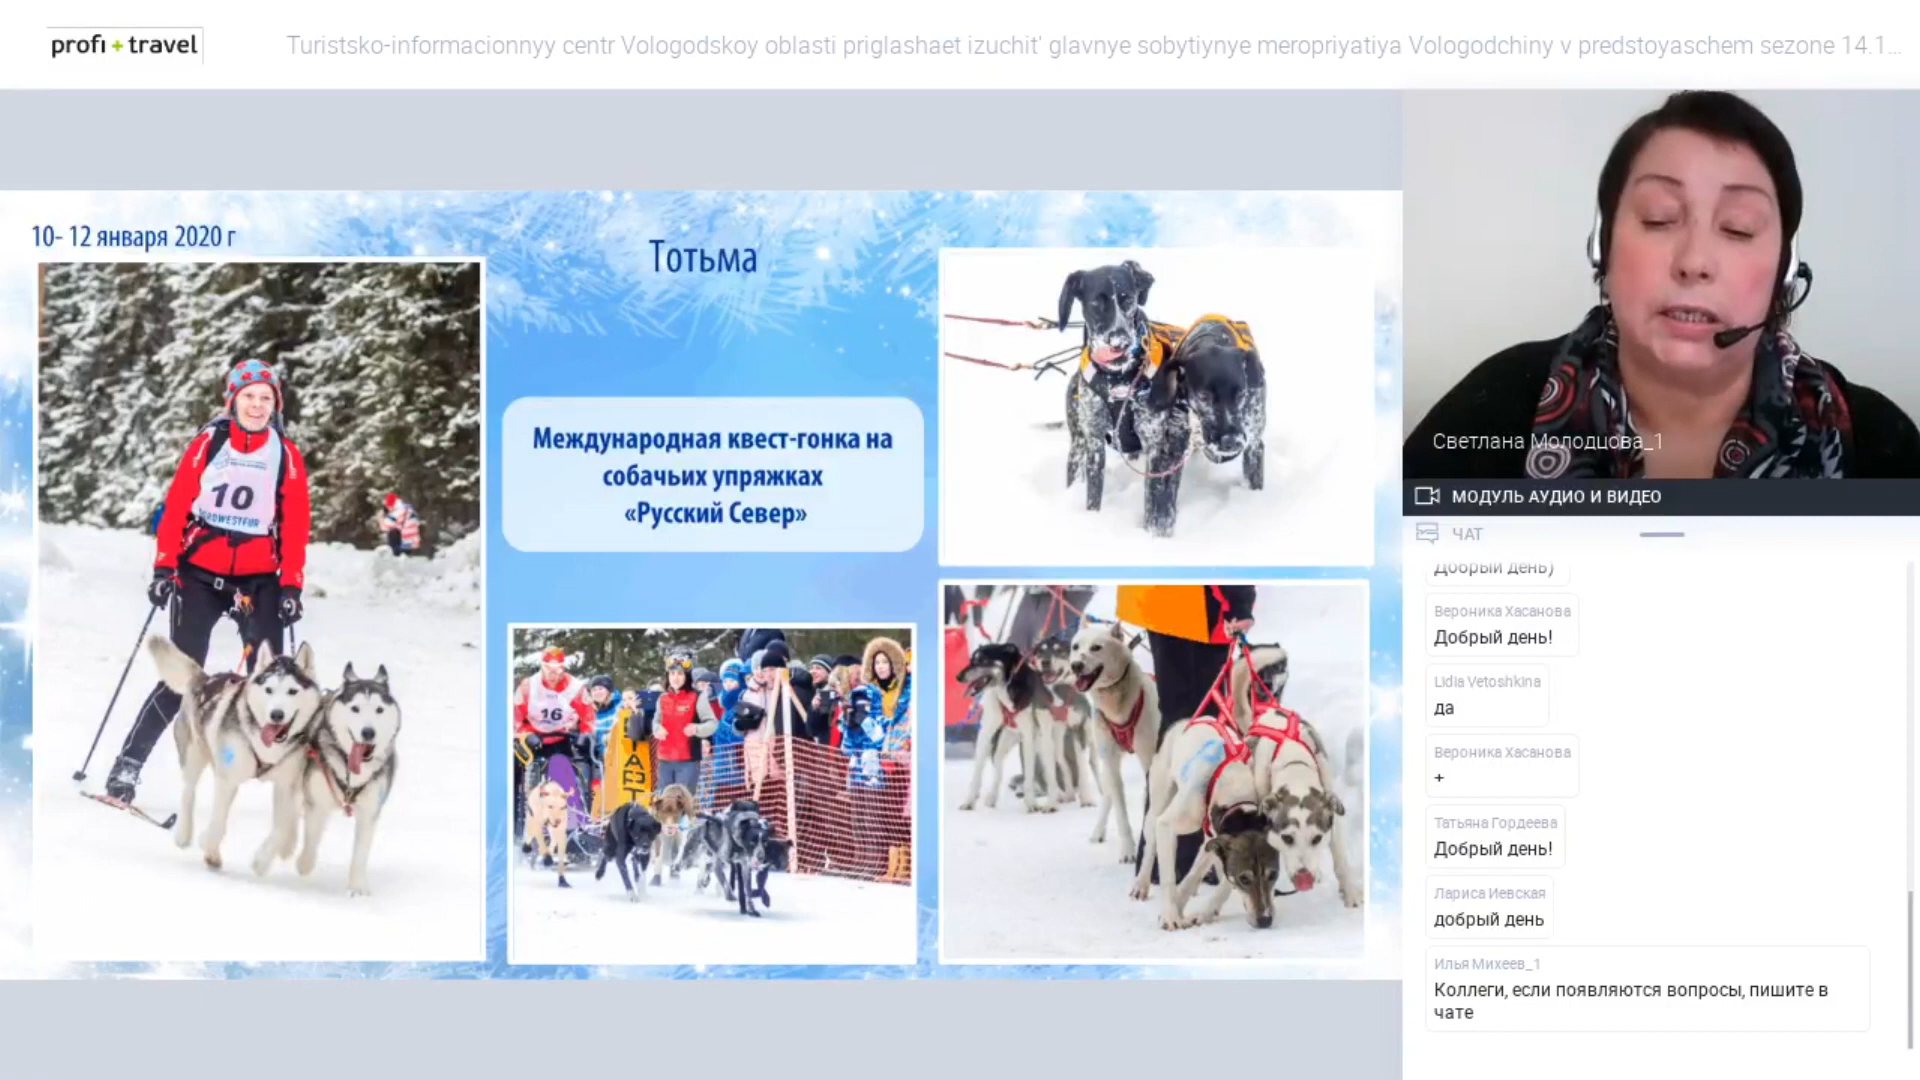 profi + travel
Turistsko-informacionnyy centr Vologodskoy oblasti priglashaet izuchit' glavnye sobytiynye meropriyatiya Vologodchiny v predstoyaschem sezone 14.1...
10- 12 января 2020 г
Тотьма
Международная квест-гонка на
собачьих упряжках
«Русский Север»
10
NORDWESTFUR
16
Светлана Молодцова_1
МОДУЛЬ АУДИО И ВИДЕО
ЧАТ
Добрый день)
Вероника Хасанова
Добрый день!
Lidia Vetoshkina
да
Вероника Хасанова
+
Татьяна Гордеева
Добрый день!
Лариса Иевская
добрый день
Илья Михеев_1
Коллеги, если появляются вопросы, пишите в
чате